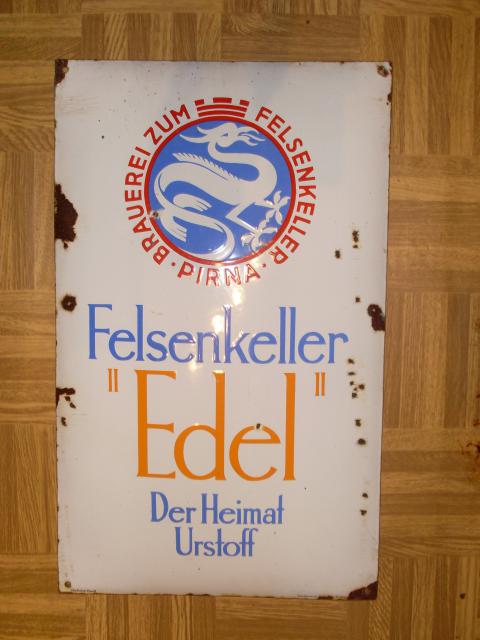 BRAUEREI ZUM FELSENKELLER
· PIRNA ·
Felsenkeller
"Edel"
Der Heimat
Urstoff